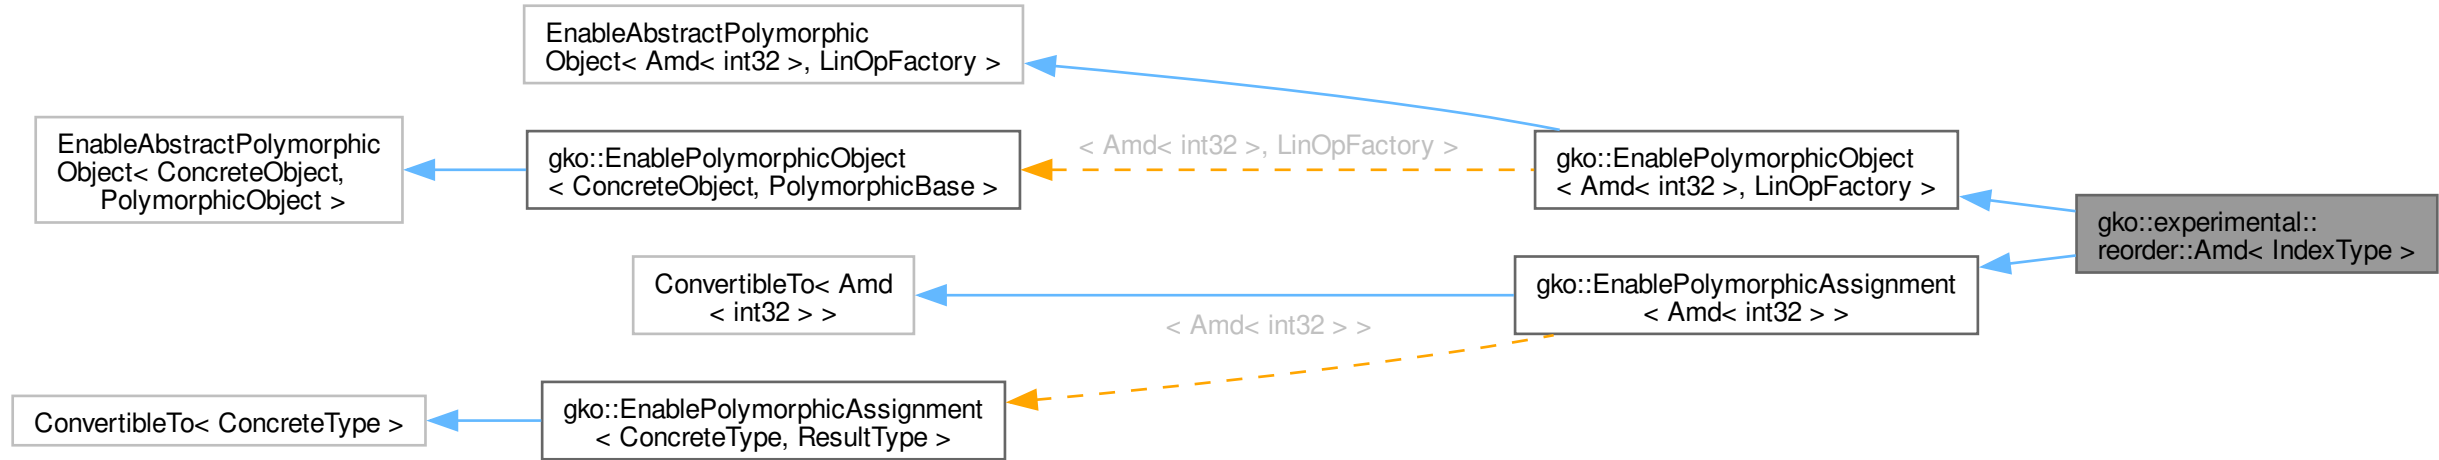 EnableAbstractPolymorphic
Object< Amd< int32 >, LinOpFactory >
EnableAbstractPolymorphic
Object< ConcreteObject,
PolymorphicObject >
gko::EnablePolymorphicObject
< ConcreteObject, PolymorphicBase >
< Amd< int32 >, LinOpFactory >
gko::EnablePolymorphicObject
< Amd< int32 >, LinOpFactory >
gko::experimental::
reorder::Amd< IndexType >
ConvertibleTo< Amd
< int32 > >
gko::EnablePolymorphicAssignment
< Amd< int32 > >
< Amd< int32 > >
ConvertibleTo< ConcreteType >
gko::EnablePolymorphicAssignment
< ConcreteType, ResultType >